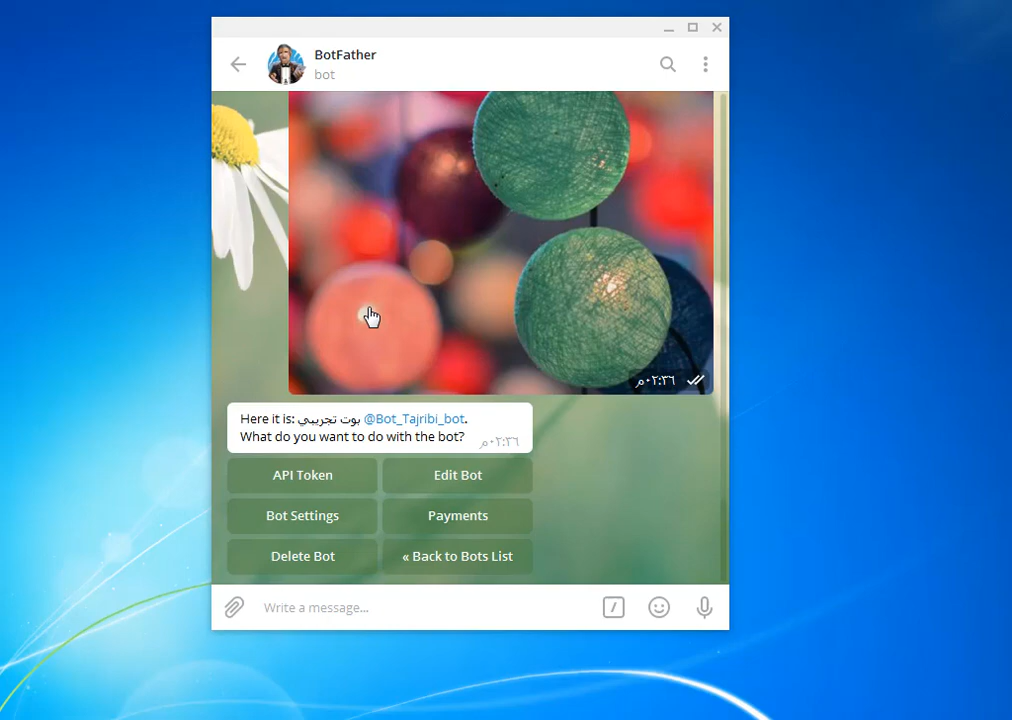 BotFather
bot
٠٢:٣٦م
Here it is: بوت تجريبي @Bot_Tajribi_bot.
What do you want to do with the bot?
٠٢:٣٦م
API Token
Edit Bot
Bot Settings
Payments
Delete Bot
« Back to Bots List
Write a message...